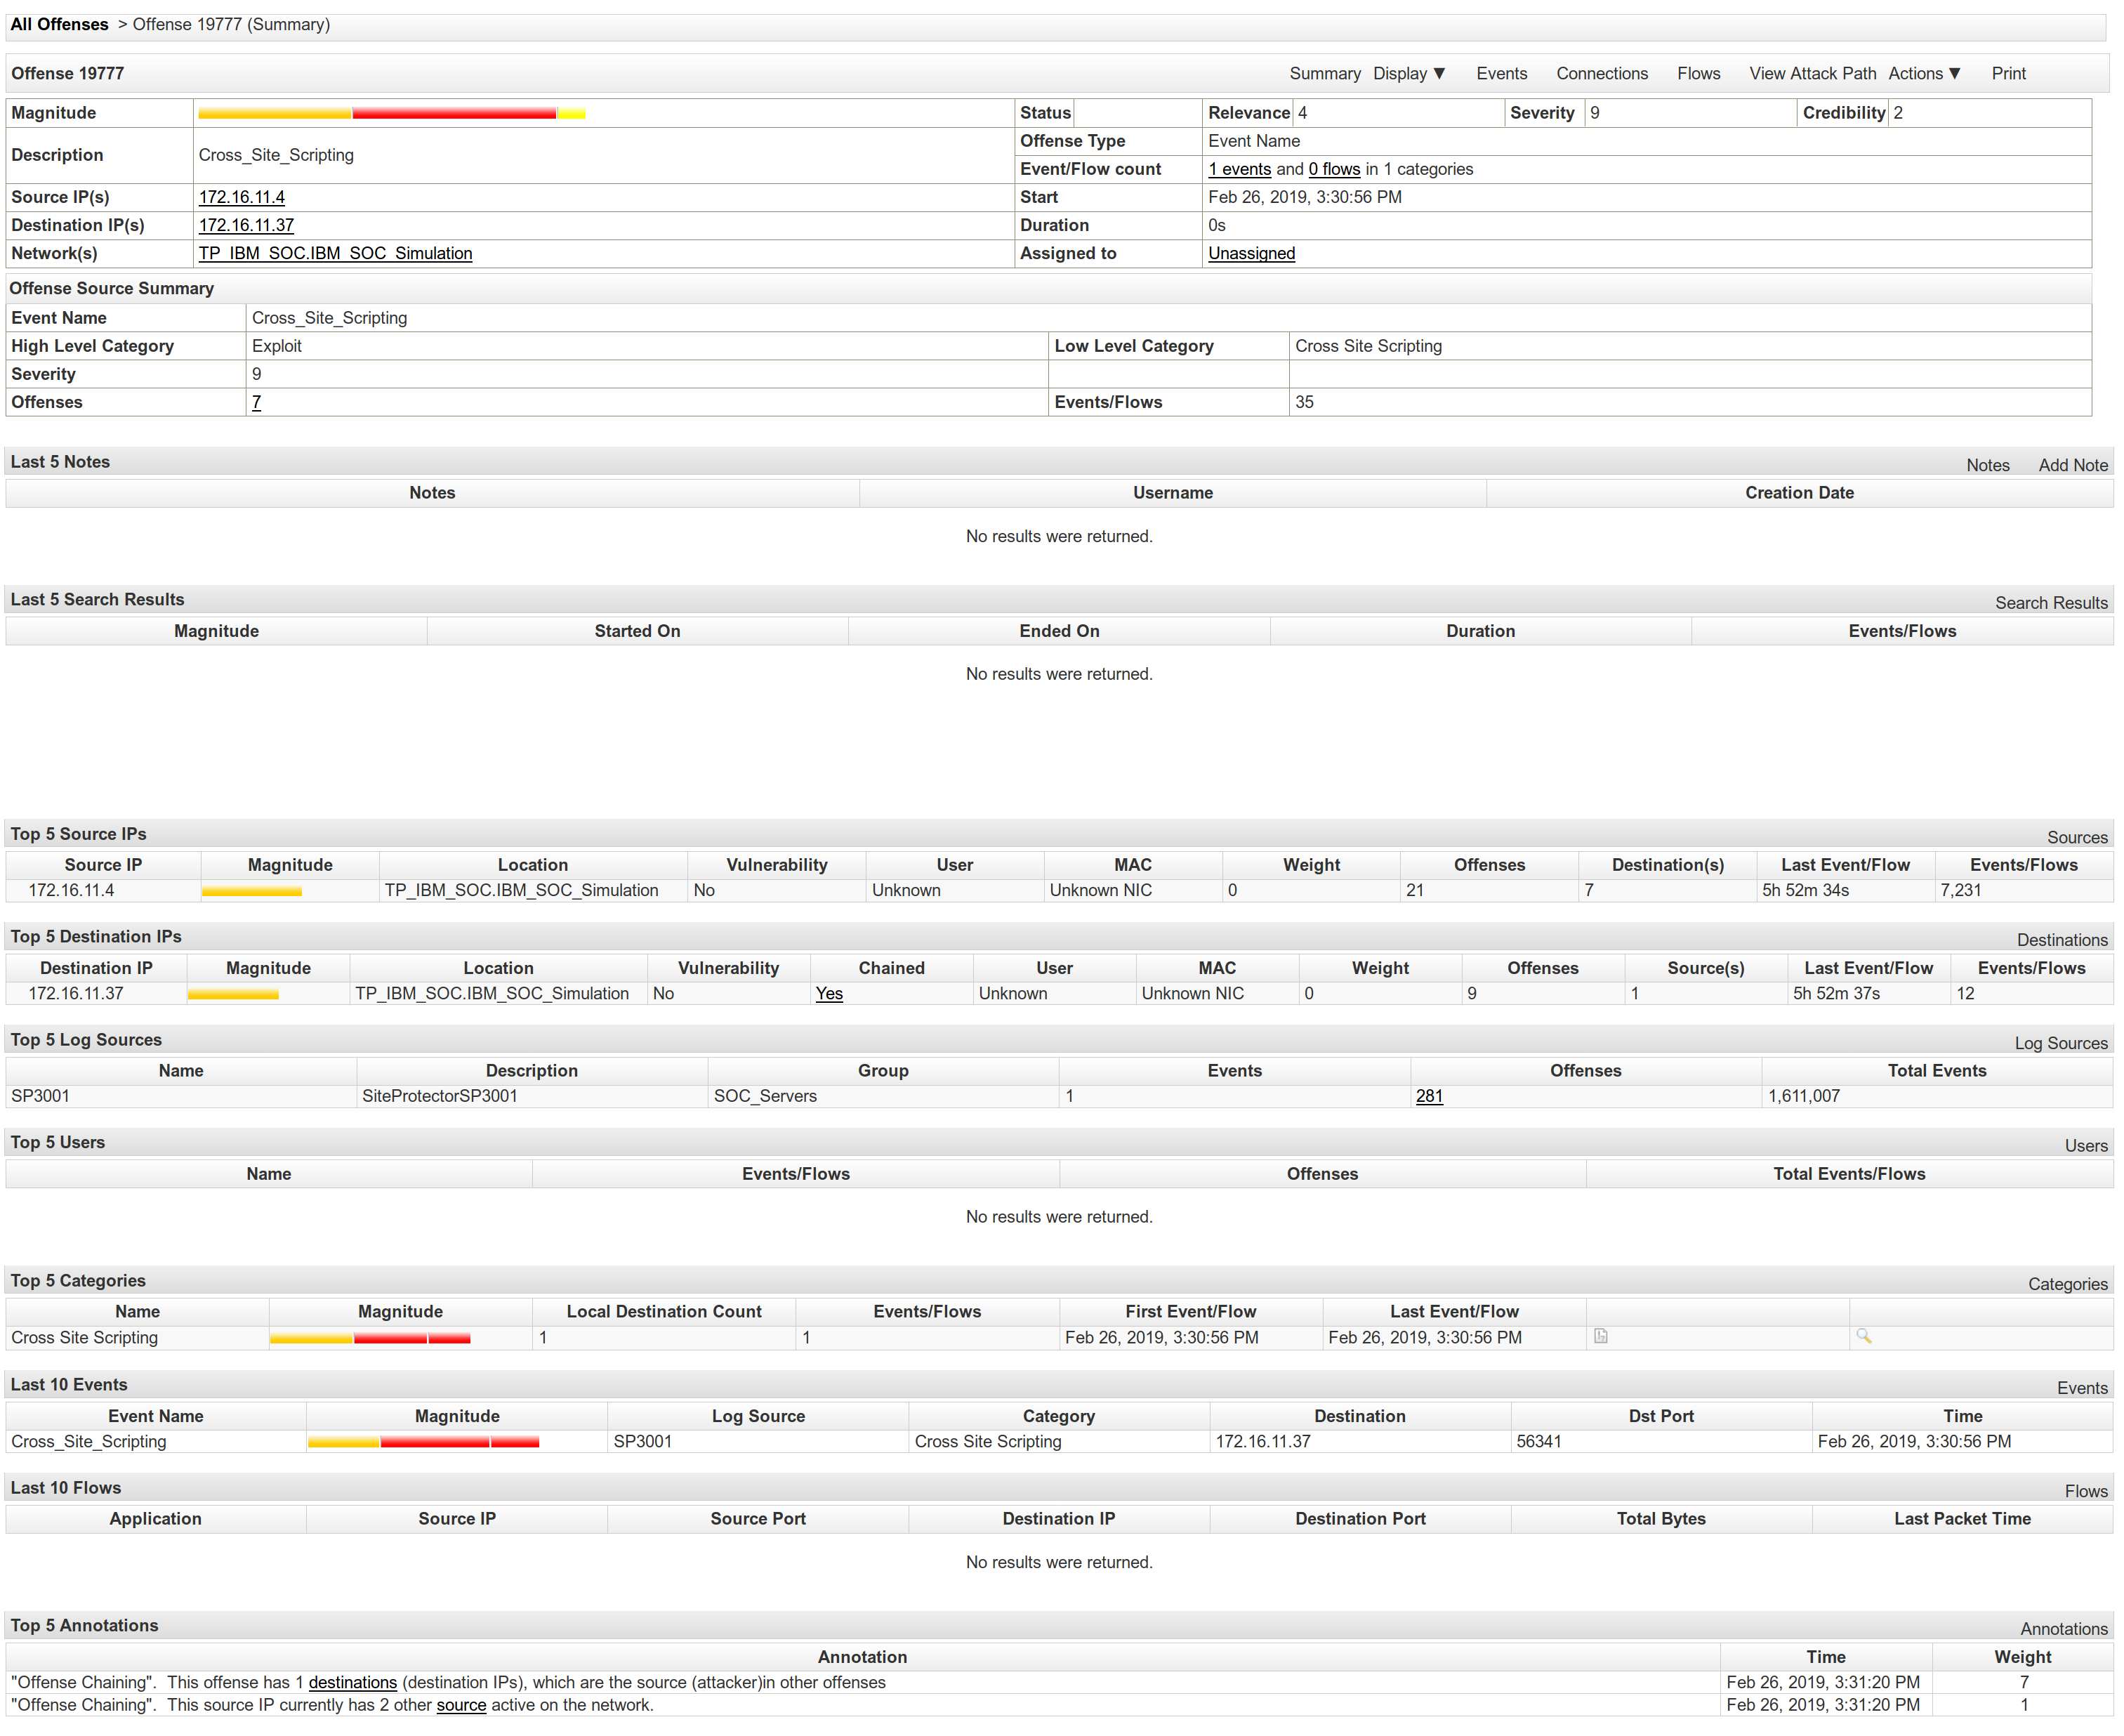 All Offenses > Offense 19777 (Summary)
Offense 19777 Summary Display ▼ Events Connections Flows View Attack Path Actions ▼ Print
Magnitude Status Relevance 4 Severity 9 Credibility 2
Description Cross_Site_Scripting Offense Type Event Name
Event/Flow count 1 events and 0 flows in 1 categories
Source IP(s) 172.16.11.4 Start Feb 26, 2019, 3:30:56 PM
Destination IP(s) 172.16.11.37 Duration 0s
Network(s) TP_IBM_SOC.IBM_SOC_Simulation Assigned to Unassigned
Offense Source Summary
Event Name Cross_Site_Scripting
High Level Category Exploit Low Level Category Cross Site Scripting
Severity 9
Offenses 7 Events/Flows 35
Last 5 Notes Notes Add Note
Notes Username Creation Date
No results were returned.
Last 5 Search Results Search Results
Magnitude Started On Ended On Duration Events/Flows
No results were returned.
Top 5 Source IPs Sources
Source IP Magnitude Location Vulnerability User MAC Weight Offenses Destination(s) Last Event/Flow Events/Flows
172.16.11.4 TP_IBM_SOC.IBM_SOC_Simulation No Unknown Unknown NIC 0 21 7 5h 52m 34s 7,231
Top 5 Destination IPs Destinations
Destination IP Magnitude Location Vulnerability Chained User MAC Weight Offenses Source(s) Last Event/Flow Events/Flows
172.16.11.37 TP_IBM_SOC.IBM_SOC_Simulation No Yes Unknown Unknown NIC 0 9 1 5h 52m 37s 12
Top 5 Log Sources Log Sources
Name Description Group Events Offenses Total Events
SP3001 SiteProtectorSP3001 SOC_Servers 1 281 1,611,007
Top 5 Users Users
Name Events/Flows Offenses Total Events/Flows
No results were returned.
Top 5 Categories Categories
Name Magnitude Local Destination Count Events/Flows First Event/Flow Last Event/Flow
Cross Site Scripting 1 1 Feb 26, 2019, 3:30:56 PM Feb 26, 2019, 3:30:56 PM
Last 10 Events Events
Event Name Magnitude Log Source Category Destination Dst Port Time
Cross_Site_Scripting SP3001 Cross Site Scripting 172.16.11.37 56341 Feb 26, 2019, 3:30:56 PM
Last 10 Flows Flows
Application Source IP Source Port Destination IP Destination Port Total Bytes Last Packet Time
No results were returned.
Top 5 Annotations Annotations
Annotation Time Weight
"Offense Chaining". This offense has 1 destinations (destination IPs), which are the source (attacker)in other offenses Feb 26, 2019, 3:31:20 PM 7
"Offense Chaining". This source IP currently has 2 other source active on the network. Feb 26, 2019, 3:31:20 PM 1